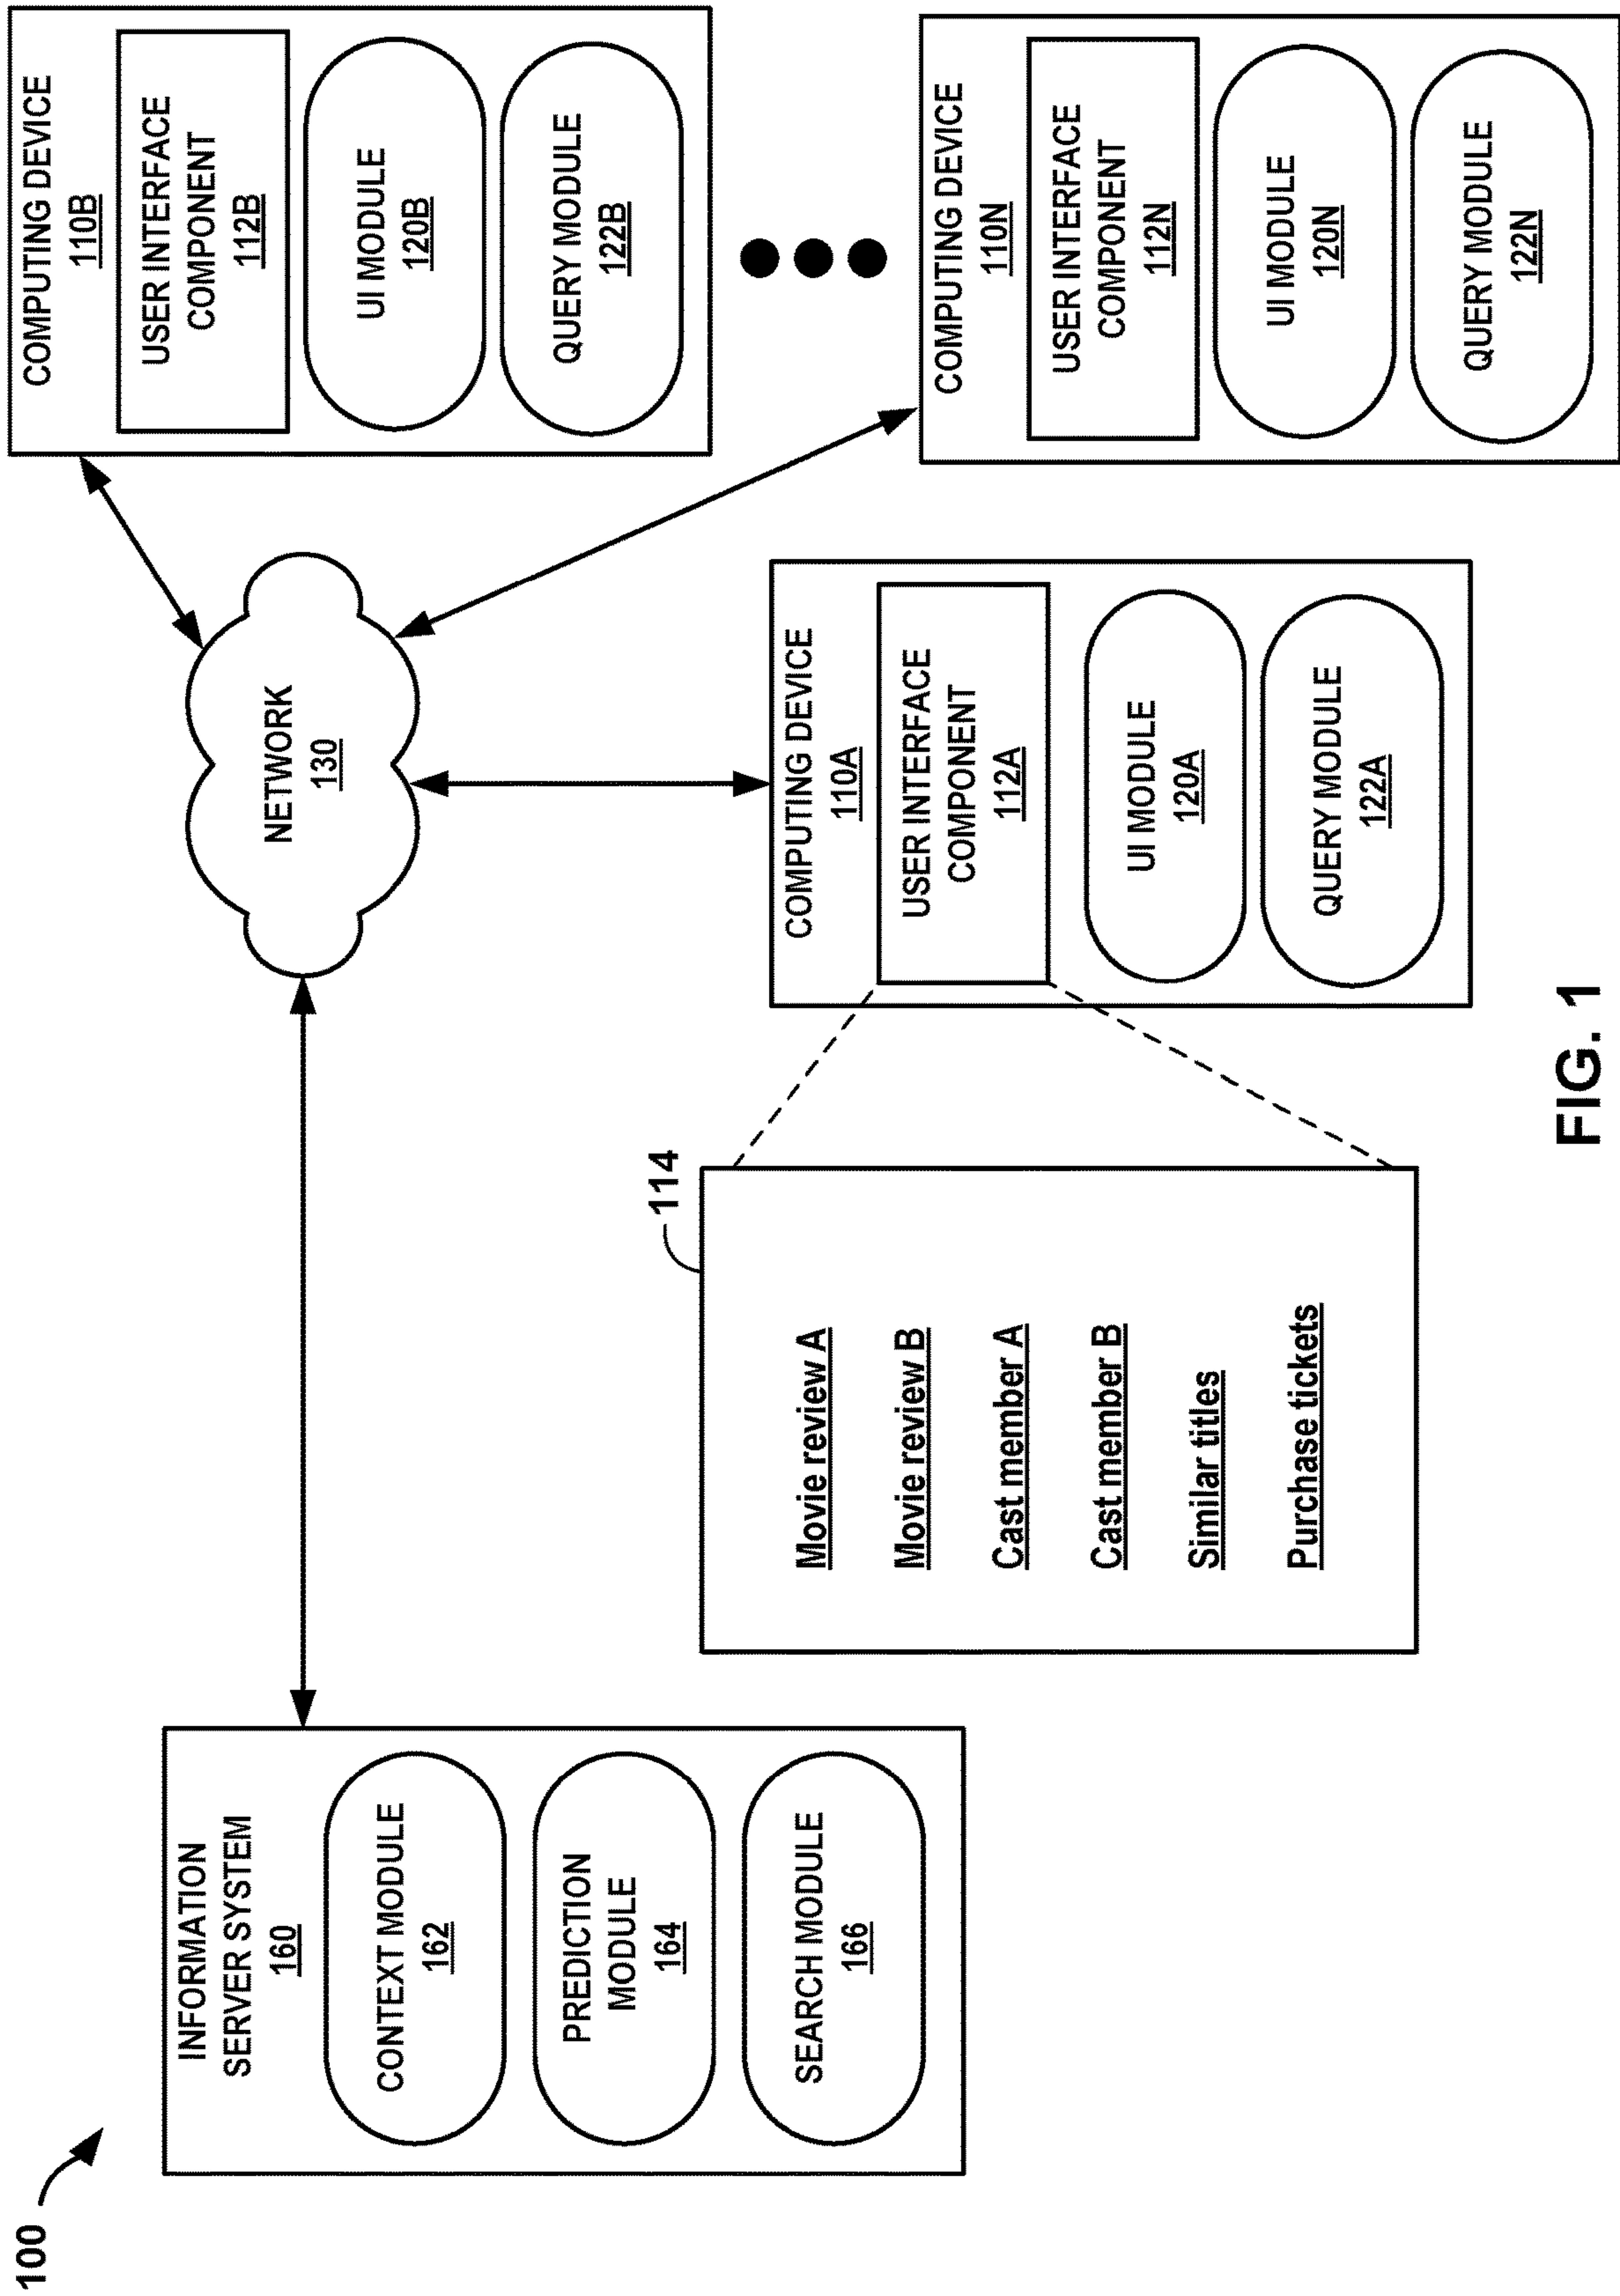 100
INFORMATION
SERVER SYSTEM
160
CONTEXT MODULE
162
PREDICTION
MODULE
164
SEARCH MODULE
166
NETWORK
130
114
Movie review A
Movie review B
Cast member A
Cast member B
Similar titles
Purchase tickets
COMPUTING DEVICE
110A
USER INTERFACE
COMPONENT
112A
UI MODULE
120A
QUERY MODULE
122A
COMPUTING DEVICE
110B
USER INTERFACE
COMPONENT
112B
UI MODULE
120B
QUERY MODULE
122B
COMPUTING DEVICE
110N
USER INTERFACE
COMPONENT
112N
UI MODULE
120N
QUERY MODULE
122N
FIG. 1